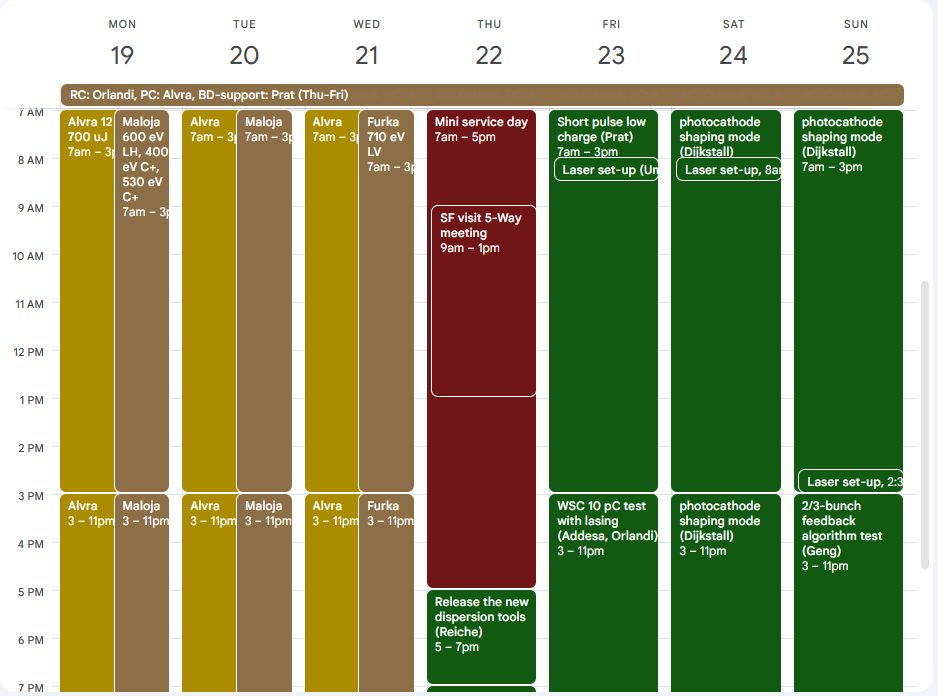 MON
19
TUE
20
WED
21
THU
22
FRI
23
SAT
24
SUN
25
RC: Orlandi, PC: Alvra, BD-support: Prat (Thu-Fri)
7 AM
8 AM
9 AM
10 AM
11 AM
12 PM
1 PM
2 PM
3 PM
4 PM
5 PM
6 PM
7 PM
Alvra 12
700 uJ
7am – 3p
Maloja
600 eV
LH, 400
eV C+,
530 eV
C+
7am – 3p
Alvra
3 – 11pm
Maloja
3 – 11pm
Alvra
7am – 3p
Maloja
7am – 3p
Alvra
3 – 11pm
Maloja
3 – 11pm
Alvra
7am – 3p
Furka
710 eV
LV
7am – 3p
Alvra
3 – 11pm
Furka
3 – 11pm
Mini service day
7am – 5pm
SF visit 5-Way
meeting
9am – 1pm
Release the new
dispersion tools
(Reiche)
5 – 7pm
Short pulse low
charge (Prat)
7am – 3pm
Laser set-up (Un
WSC 10 pC test
with lasing
(Addesa, Orlandi)
3 – 11pm
photocathode
shaping mode
(Dijkstall)
Laser set-up, 8a
photocathode
shaping mode
(Dijkstall)
3 – 11pm
photocathode
shaping mode
(Dijkstall)
7am – 3pm
Laser set-up, 2:3
2/3-bunch
feedback
algorithm test
(Geng)
3 – 11pm